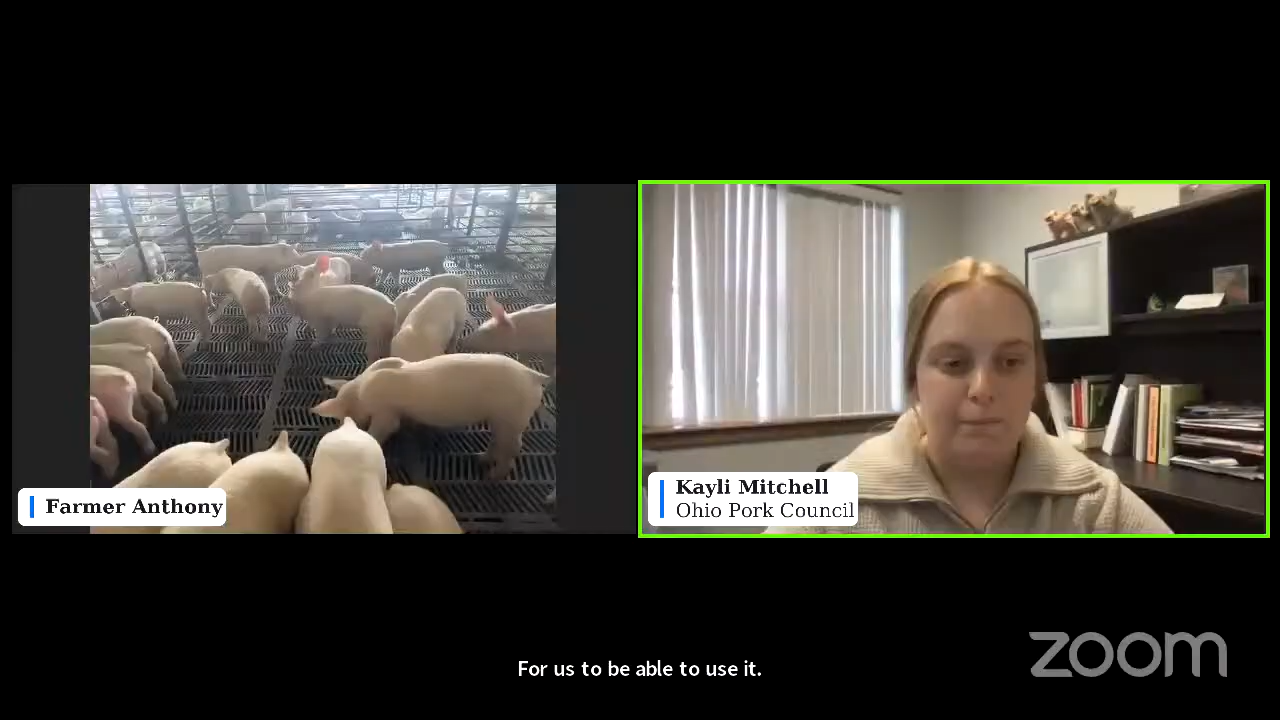 Farmer Anthony
Kayli Mitchell
Ohio Pork Council
For us to be able to use it.
zoom